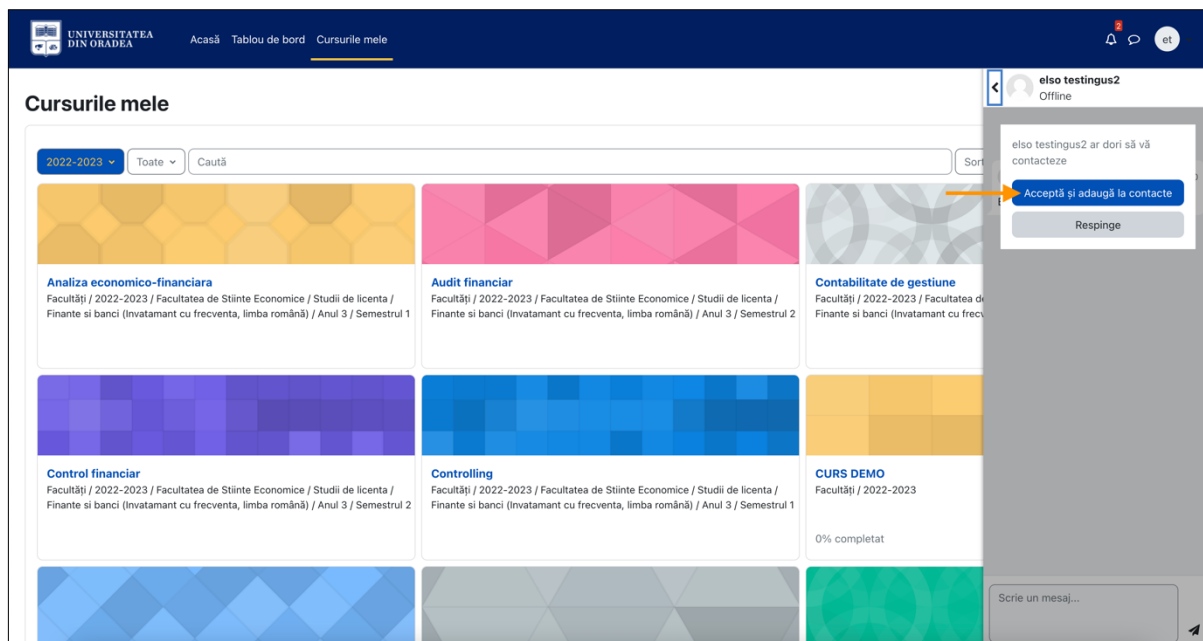 UNIVERSITATEA
DIN ORADEA
Acasă Tablou de bord Cursurile mele
2
et
elso testingus2
Offline
Cursurile mele
elso testingus2 ar dori să vă
contacteze
2022-2023 Toate Caută Sort
Acceptă și adaugă la contacte
Respinge
Analiza economico-financiara
Facultăți / 2022-2023 / Facultatea de Stiinte Economice / Studii de licenta /
Finante si banci (Invatamant cu frecventa, limba română) / Anul 3 / Semestrul 1
Audit financiar
Facultăți / 2022-2023 / Facultatea de Stiinte Economice / Studii de licenta /
Finante si banci (Invatamant cu frecventa, limba română) / Anul 3 / Semestrul 2
Contabilitate de gestiune
Facultăți / 2022-2023 / Facultatea de
Finante si banci (Invatamant cu frecv
Control financiar
Facultăți / 2022-2023 / Facultatea de Stiinte Economice / Studii de licenta /
Finante si banci (Invatamant cu frecventa, limba română) / Anul 3 / Semestrul 2
Controlling
Facultăți / 2022-2023 / Facultatea de Stiinte Economice / Studii de licenta /
Finante si banci (Invatamant cu frecventa, limba română) / Anul 3 / Semestrul 1
CURS DEMO
Facultăți / 2022-2023
0% completat
Scrie un mesaj...